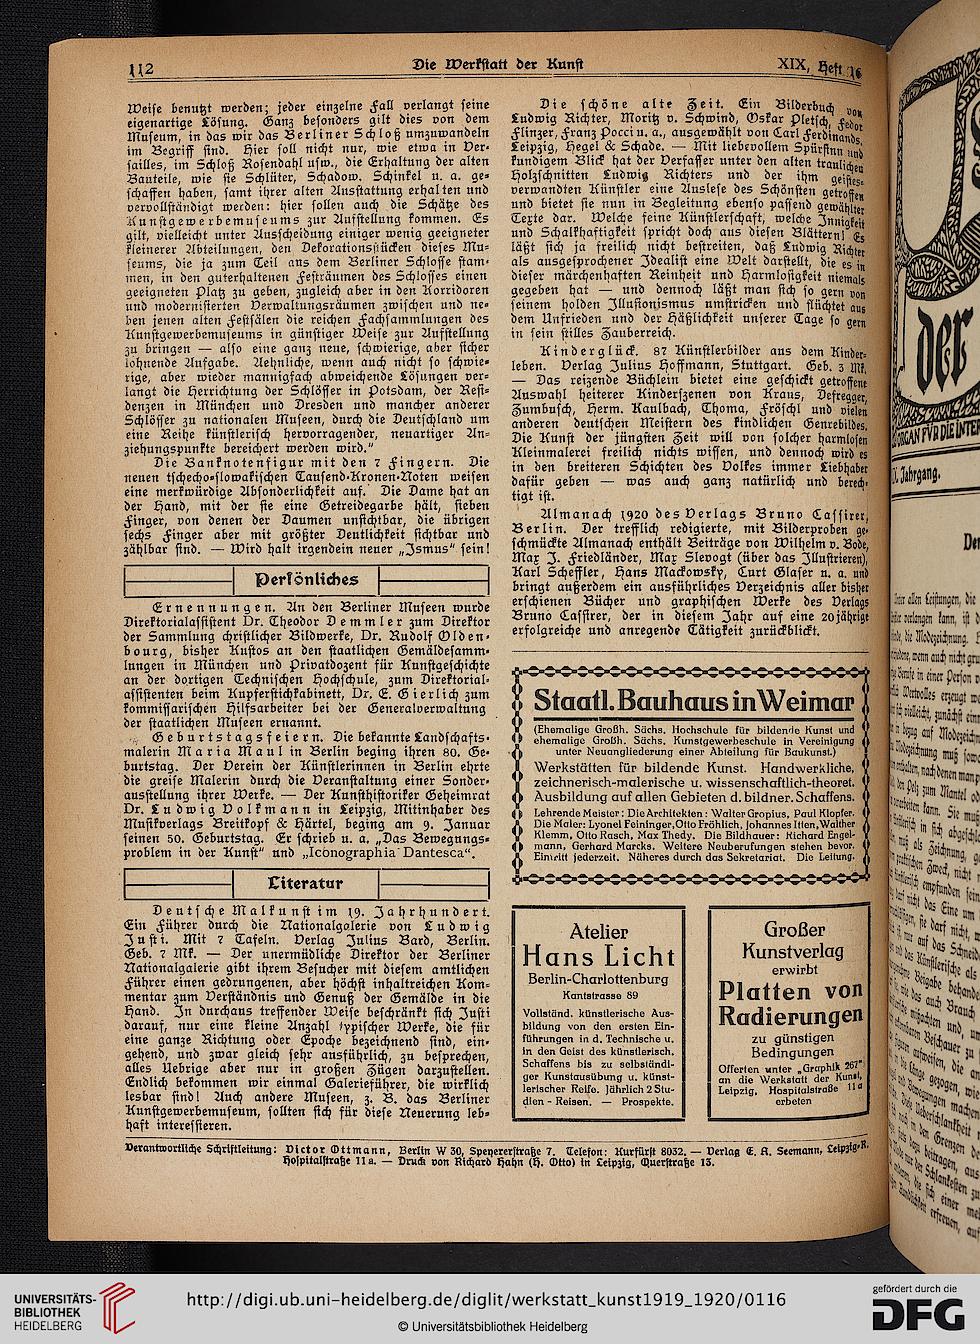 112
Die Werkstatt der Kunst
XIX, Heft 16
Weise benutzt werden; jeder einzelne Fall verlangt seine
eigenartige Lösung. Ganz besonders gilt dies von dem
Museum, in das wir das Berliner Schloß umzuwandeln
im Begriff sind. Hier soll nicht nur, wie etwa in Ver-
sailles, im Schloß Rosendahl usw., die Erhaltung der alten
Bauteile, wie sie Schlüter, Schadow, Schinkel u. a. ge-
schaffen haben, samt ihrer alten Ausstattung erhalten und
vervollständigt werden: hier sollen auch die Schätze des
Kunstgewerbemuseums zur Aufstellung kommen. Es
gilt, vielleicht unter Ausscheidung einiger wenig geeigneter
kleinerer Abteilungen, den Dekorationsstücken dieses Mu-
seums, die ja zum Teil aus dem Berliner Schlosse stam-
men, in den guterhaltenen Festräumen des Schlosses einen
geeigneten Platz zu geben, zugleich aber in den Korridoren
und modernisierten Verwaltungsräumen zwischen und ne-
ben jenen alten Festsälen die reichen Fachsammlungen des
Kunstgewerbemuseums in günstiger Weise zur Aufstellung
zu bringen — also eine ganz neue, schwierige, aber sicher
lohnende Aufgabe. Aehnliche, wenn auch nicht so schwie-
rige, aber wieder mannigfach abweichende Lösungen ver-
langt die Herrichtung der Schlösser in Potsdam, der Resi-
denzen in München und Dresden und mancher anderer
Schlösser zu nationalen Museen, durch die Deutschland um
eine Reihe künstlerisch hervorragender, neuartiger An-
ziehungspunkte bereichert werden wird."
Die Banknotenfigur mit den 7 Fingern. Die
neuen tschecho-slowakischen Tausend-Kronen-Noten weisen
eine merkwürdige Absonderlichkeit auf. Die Dame hat an
der Hand, mit der sie eine Getreidegarbe hält, sieben
Finger, von denen der Daumen unsichtbar, die übrigen
sechs Finger aber mit größter Deutlichkeit sichtbar und
zählbar sind. — Wird halt irgendein neuer „Ismus" sein!
Persönliches
Ernennungen. An den Berliner Museen wurde
Direktorialassistent Dr. Theodor Demmler zum Direktor
der Sammlung christlicher Bildwerke, Dr. Rudolf Olden-
bourg, bisher Kustos an den staatlichen Gemäldesamm-
lungen in München und Privatdozent für Kunstgeschichte
an der dortigen Technischen Hochschule, zum Direktorial-
assistenten beim Kupferstichkabinett, Dr. E. Gierlich zum
kommissarischen Hilfsarbeiter bei der Generalverwaltung
der staatlichen Museen ernannt.
Geburtstagsfeiern. Die bekannte Landschafts-
malerin Maria Maul in Berlin beging ihren 80. Ge-
burtstag. Der Verein der Künstlerinnen in Berlin ehrte
die greise Malerin durch die Veranstaltung einer Sonder-
ausstellung ihrer Werke. — Der Kunsthistoriker Geheimrat
Dr. Ludwig Volkmann in Leipzig, Mitinhaber des
Musikverlags Breitkopf & Härtel, beging am 9. Januar
seinen 50. Geburtstag. Er schrieb u. a. „Das Bewegungs-
problem in der Kunst" und „Iconographia Dantesca".
Literatur
Deutsche Malkunst im 19. Jahrhundert.
Ein Führer durch die Nationalgalerie von Ludwig
Justi. Mit 7 Tafeln. Verlag Julius Bard, Berlin.
Geb. 7 Mk. — Der unermüdliche Direktor der Berliner
Nationalgalerie gibt ihrem Besucher mit diesem amtlichen
Führer einen gedrungenen, aber höchst inhaltreichen Kom-
mentar zum Verständnis und Genuß der Gemälde in die
Hand. In durchaus treffender Weise beschränkt sich Justi
darauf, nur eine kleine Anzahl typischer Werke, die für
eine ganze Richtung oder Epoche bezeichnend sind, ein-
gehend, und zwar gleich sehr ausführlich, zu besprechen,
alles Uebrige aber nur in großen Zügen darzustellen.
Endlich bekommen wir einmal Galerieführer, die wirklich
lesbar sind! Auch andere Museen, z. B. das Berliner
Kunstgewerbemuseum, sollten sich für diese Neuerung leb-
haft interessieren.
Die schöne alte Zeit. Ein Bilderbuch von
Ludwig Richter, Moritz v. Schwind, Oskar Pletsch, Fedor
Flinzer, Franz Pocci u. a., ausgewählt von Carl Ferdinands,
Leipzig, Hegel & Schade. — Mit liebevollem Spürsinn und
kundigem Blick hat der Verfasser unter den alten traulichen
Holzschnitten Ludwig Richters und der ihm geistes-
verwandten Künstler eine Auslese des Schönsten getroffen
und bietet sie nun in Begleitung ebenso passend gewählter
Texte dar. Welche feine Künstlerschaft, welche Innigkeit
und Schalkhaftigkeit spricht doch aus diesen Blättern! Es
läßt sich ja freilich nicht bestreiten, daß Ludwig Richter
als ausgesprochener Idealist eine Welt darstellt, die es in
dieser märchenhaften Reinheit und Harmlosigkeit niemals
gegeben hat — und dennoch läßt man sich so gern von
seinem holden Illusionismus umstricken und flüchtet aus
dem Unfrieden und der Häßlichkeit unserer Tage so gern
in sein stilles Zauberreich.
Kinderglück. 87 Künstlerbilder aus dem Kinder-
leben. Verlag Julius Hoffmann, Stuttgart. Geb. 3 Mk.
— Das reizende Büchlein bietet eine geschickt getroffene
Auswahl heiterer Kinderszenen von Kraus, Defregger,
Zumbusch, Herm. Kaulbach, Thoma, Fröschl und vielen
anderen deutschen Meistern des kindlichen Genrebildes.
Die Kunst der jüngsten Zeit will von solcher harmlosen
Kleinmalerei freilich nichts wissen, und dennoch wird es
in den breiteren Schichten des Volkes immer Liebhaber
dafür geben — was auch ganz natürlich und berech-
tigt ist.
Almanach 1920 des Verlags Bruno Cassirer,
Berlin. Der trefflich redigierte, mit Bilderproben ge-
schmückte Almanach enthält Beiträge von Wilhelm v. Bode,
Max J. Friedländer, Max Slevogt (über das Illustrieren),
Karl Scheffler, Hans Mackowsky, Curt Glaser u. a. und
bringt außerdem ein ausführliches Verzeichnis aller bisher
erschienen Bücher und graphischen Werke des Verlags
Bruno Cassirer, der in diesem Jahr auf eine 20jährige
erfolgreiche und anregende Tätigkeit zurückblickt.
Staatl. Bauhaus in Weimar
(Ehemalige Großh. Sächs. Hochschule für bildende Kunst und
ehemalige Großh. Sächs. Kunstgewerbeschule in Vereinigung
unter Neuangliederung einer Abteilung für Baukunst.)
Werkstätten für bildende Kunst. Handwerkliche,
zeichnerisch-malerische u. wissenschaftlich-theoret.
Ausbildung auf allen Gebieten d. bildner. Schaffens.
Lehrende Meister: Die Architekten: Walter Gropius, Paul Klopfer.
Die Maler: Lyonel Feininger, Otto Fröhlich, Johannes Itten, Walther
Klemm, Otto Rasch, Max Thedy. Die Bildhauer: Richard Engel-
mann, Gerhard Marcks. Weitere Neuberufungen stehen bevor.
Eintritt jederzeit. Näheres durch das Sekretariat. Die Leitung.
Atelier
Hans Licht
Berlin-Charlottenburg
Kantstrasse 89
Vollständ. künstlerische Aus-
bildung von den ersten Ein-
führungen in d. Technische u.
in den Geist des künstlerisch.
Schaffens bis zu selbständi-
ger Kunstausübung u. künst-
lerischer Reife. Jährlich 2 Stu-
dien - Reisen. — Prospekte.
Großer
Kunstverlag
erwirbt
Platten von
Radierungen
zu günstigen
Bedingungen
Offerten unter „Graphik 267"
an die Werkstatt der Kunst,
Leipzig, Hospitalstraße 11a
erbeten
Verantwortliche Schriftleitung: Victor Ottmann, Berlin W 30, Speyererstraße 7. Telefon: Kurfürst 8032. — Verlag E. A. Seemann, Leipzig-R.
Hospitalstraße 11a. — Druck von Richard Hahn (H. Otto) in Leipzig, Querstraße 13.
der
ORGAN FVR DIE INTER
Jahrgang.
UNIVERSITÄTS-
BIBLIOTHEK
HEIDELBERG
http://digi.ub.uni-heidelberg.de/diglit/werkstatt_kunst1919_1920/0116
© Universitätsbibliothek Heidelberg
gefördert durch die
DFG